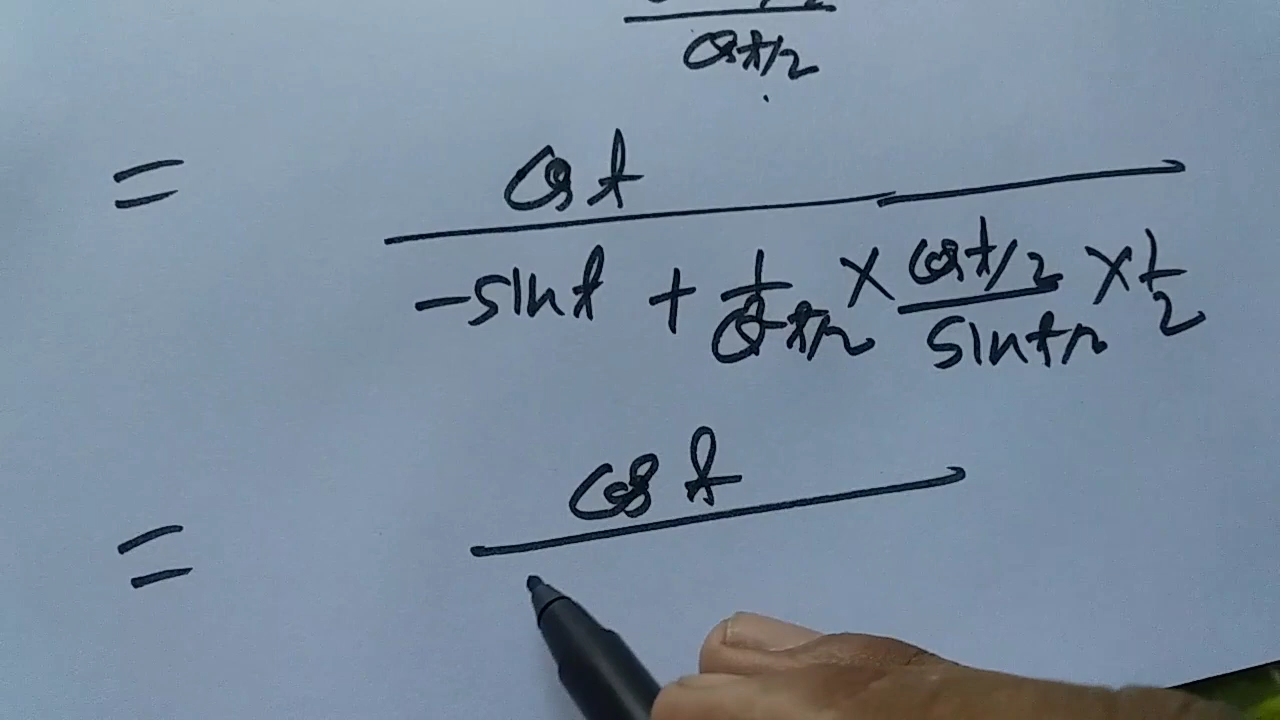 cos t/2
= cos t
-sin t + 1/cos t/2 × cos t/2 / sin t/2 × 1/2
= cos t